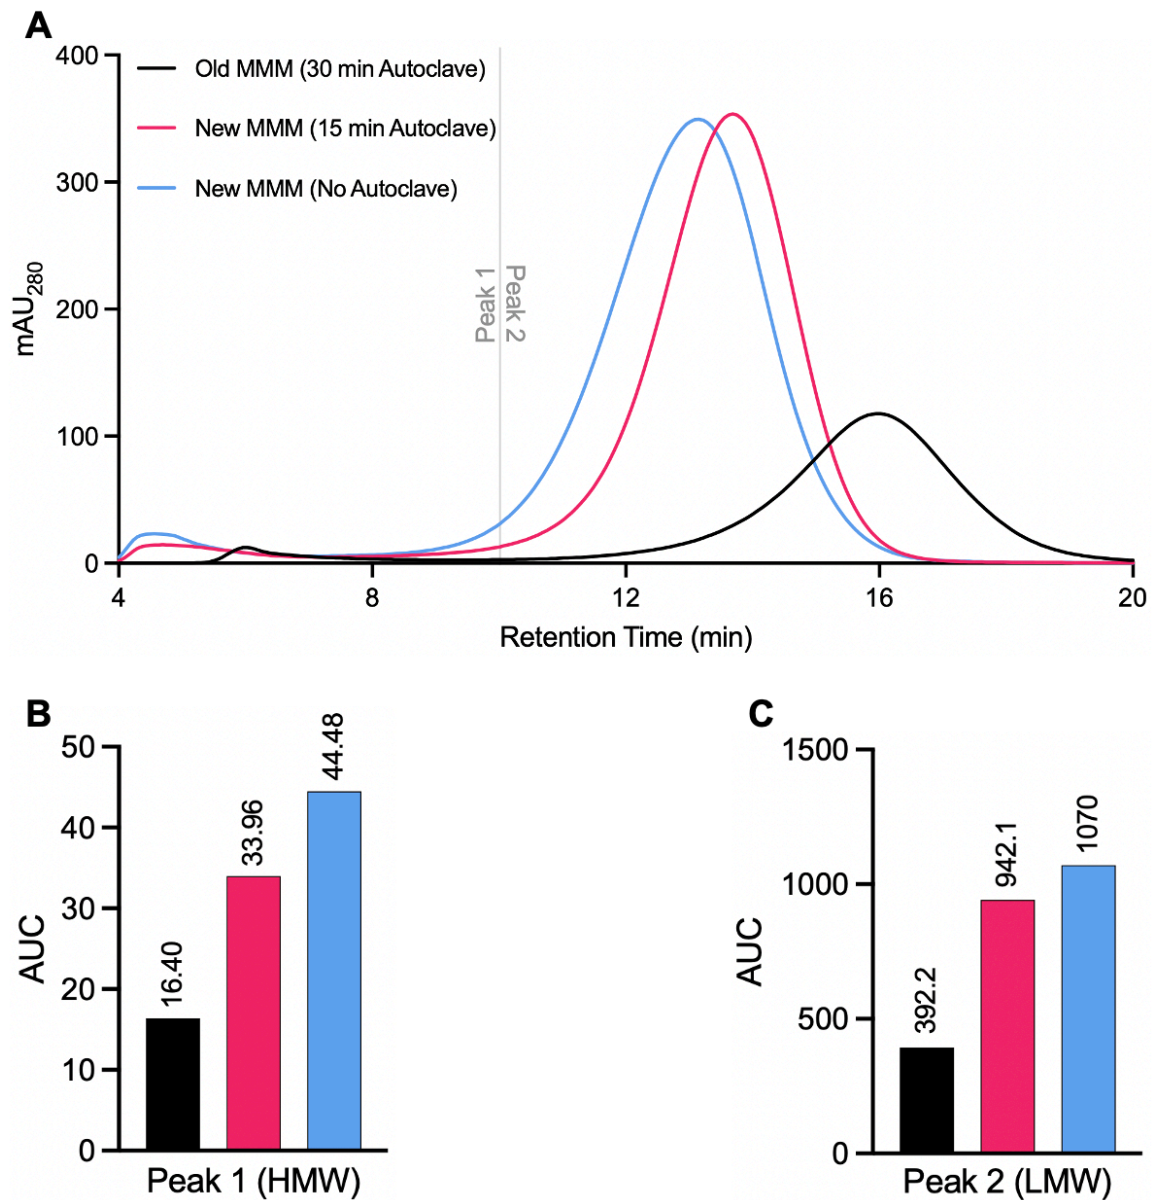 A
400
300
200
100
0
mAU280
Old MMM (30 min Autoclave)
New MMM (15 min Autoclave)
New MMM (No Autoclave)
Peak 1
Peak 2
4 8 12 16 20
Retention Time (min)
B
50
40
30
20
10
0
AUC
16.40
33.96
44.48
Peak 1 (HMW)
C
1500
1000
500
0
AUC
392.2
942.1
1070
Peak 2 (LMW)